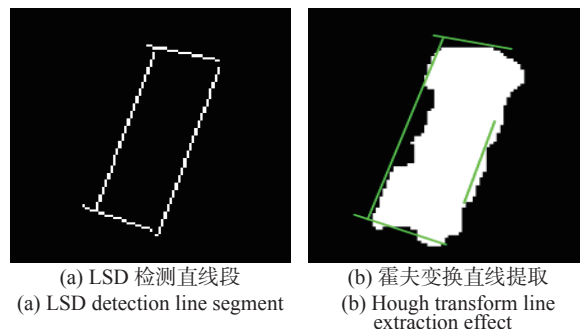 (a) LSD 检测直线段
(a) LSD detection line segment
(b) 霍夫变换直线提取
(b) Hough transform line
extraction effect